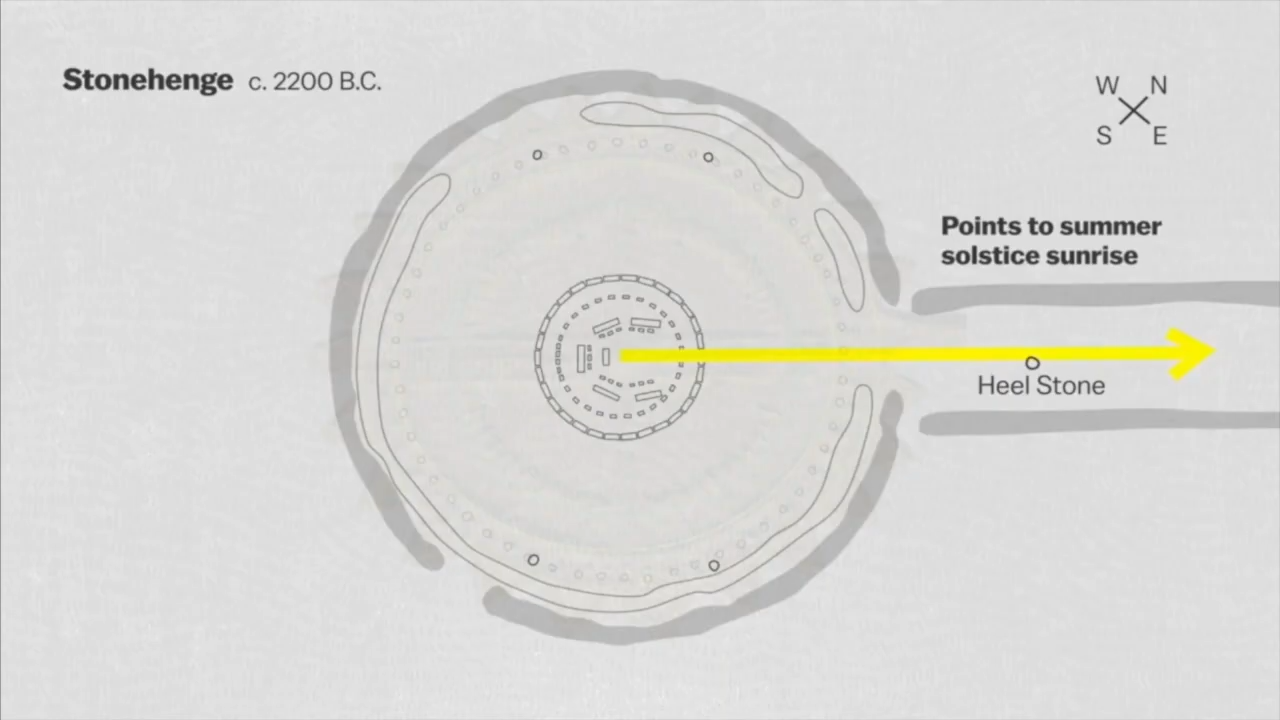 Stonehenge c. 2200 B.C.
W N
S E
Points to summer
solstice sunrise
Heel Stone